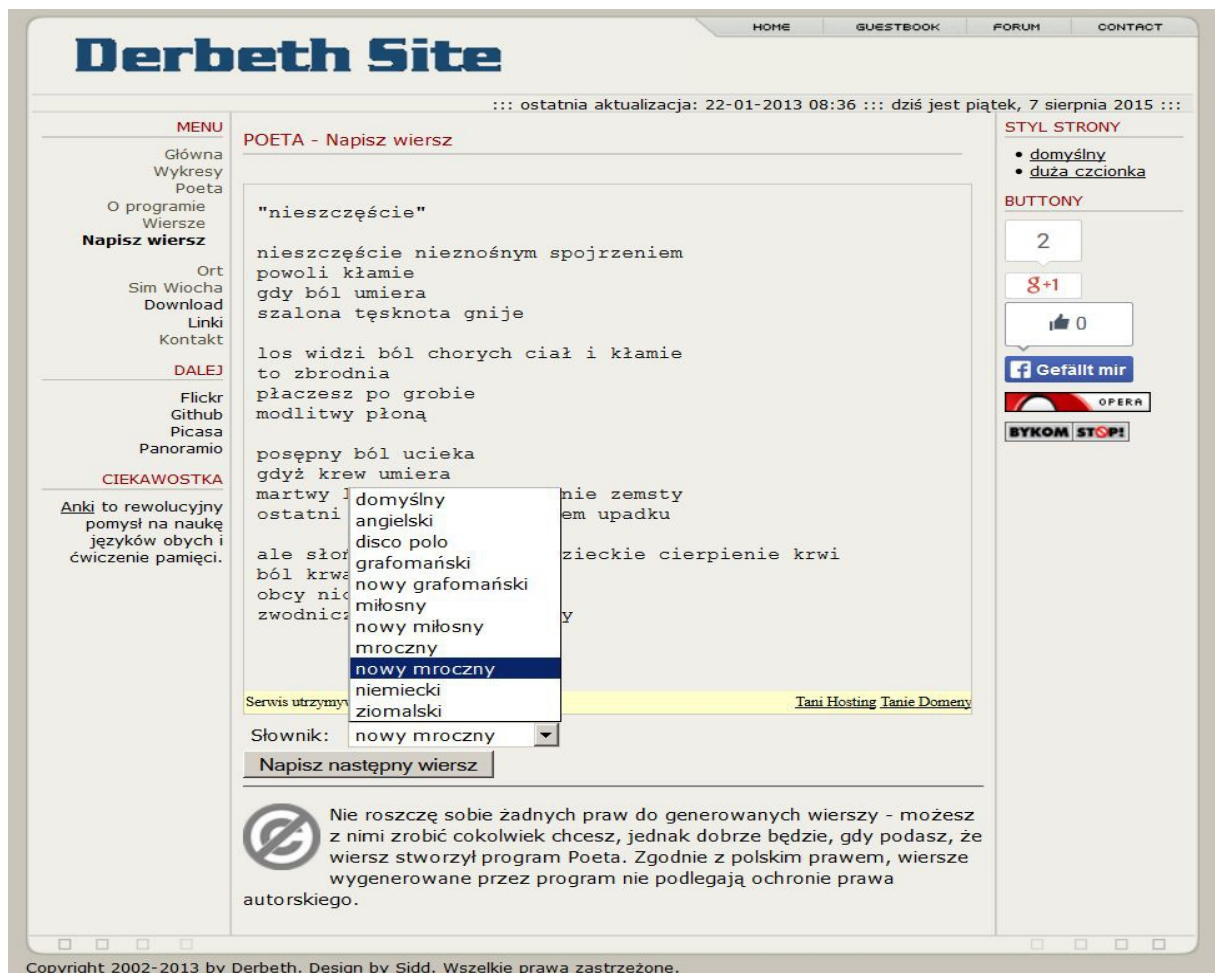 HOME GUESTBOOK FORUM CONTACT
Derbeth Site
::: ostatnia aktualizacja: 22-01-2013 08:36 ::: dziś jest piątek, 7 sierpnia 2015 :::
MENU
Główna
Wykresy
Poeta
O programie
Wiersze
Napisz wiersz
Ort
Sim Wiocha
Download
Linki
Kontakt
DALEJ
Flickr
Github
Picasa
Panoramio
CIEKAWOSTKA
Anki to rewolucyjny
pomysł na naukę
języków obych i
ćwiczenie pamięci.
POETA - Napisz wiersz
"nieszczęście"
nieszczęście nieznośnym spojrzeniem
powoli kłamie
gdy ból umiera
szalona tęsknota gnije
los widzi ból chorych ciał i kłamie
to zbrodnia
płaczesz po grobie
modlitwy płoną
posępny ból ucieka
gdyż krew umiera
martwy nie zemsty
ostatni em upadku
ale zieckie cierpienie krwi
ból
obcy
domyślny
angielski
disco polo
grafomański
nowy grafomański
miłosny
nowy miłosny
mroczny
nowy mroczny
niemiecki
ziomalski
Serwis Tani Hosting Tanie Domeny
Słownik: nowy mroczny
Napisz następny wiersz
Nie roszczę sobie żadnych praw do generowanych wierszy - możesz
z nimi zrobić cokolwiek chcesz, jednak dobrze będzie, gdy podasz, że
wiersz stworzył program Poeta. Zgodnie z polskim prawem, wiersze
wygenerowane przez program nie podlegają ochronie prawa
autorskiego.
STYL STRONY
• domyślny
• duża czcionka
BUTTONY
2
g+1
0
Gefällt mir
OPERA
BYKOM STOP!
Copyright 2002-2013 by Derbeth. Design by Sidd. Wszelkie prawa zastrzeżone.